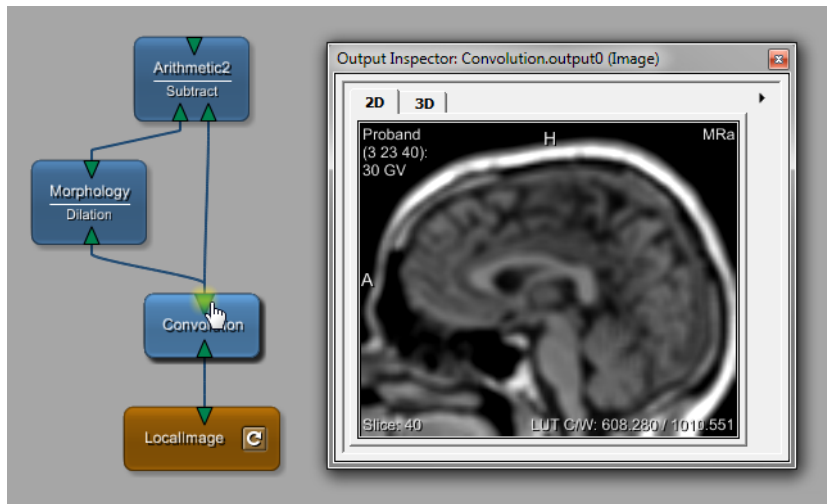 Arithmetic2
Subtract
Morphology
Dilation
Convolution
LocalImage
Output Inspector: Convolution.output0 (Image)
2D
3D
Proband
(3 23 40):
30 GV
H
MRa
A
Slice: 40
LUT C/W: 608.280 / 1010.551